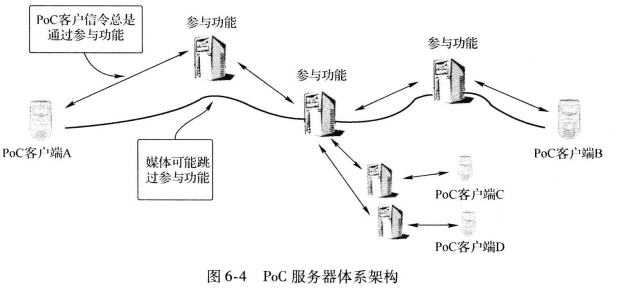 PoC客户信令总是
通过参与功能
参与功能
参与功能
参与功能
PoC客户端A
媒体可能跳
过参与功能
PoC客户端B
PoC客户端C
PoC客户端D
图 6-4 PoC 服务器体系架构